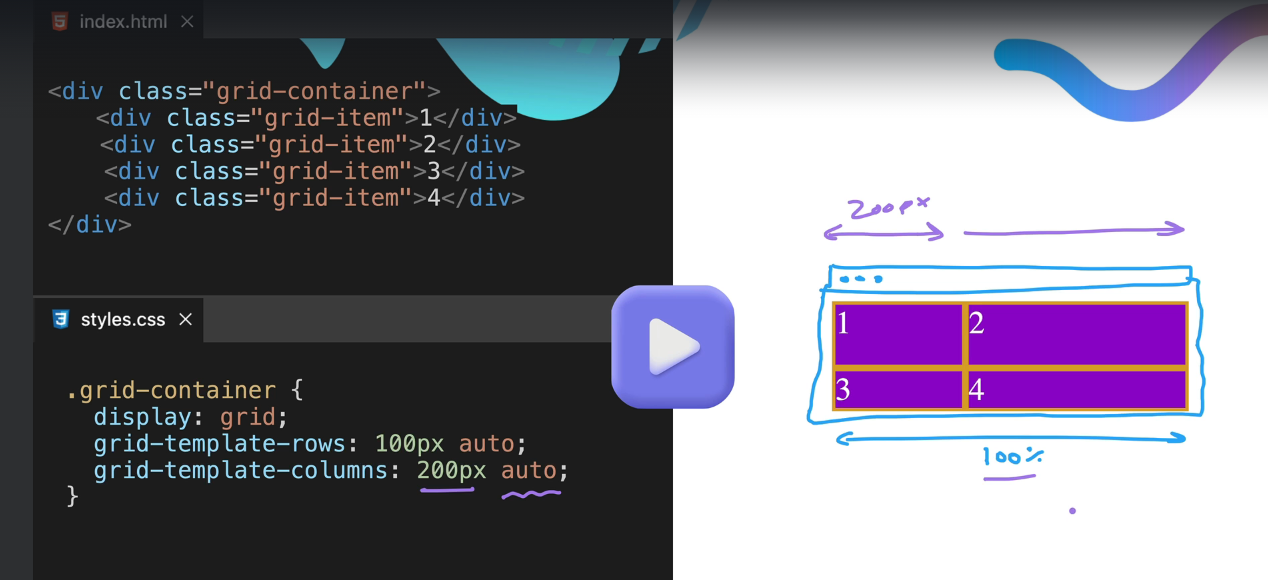 index.html
<div class="grid-container">
<div class="grid-item">1</div>
<div class="grid-item">2</div>
<div class="grid-item">3</div>
<div class="grid-item">4</div>
</div>
styles.css
.grid-container {
display: grid;
grid-template-rows: 100px auto;
grid-template-columns: 200px auto;
}
200px
1 2
3 4
100%